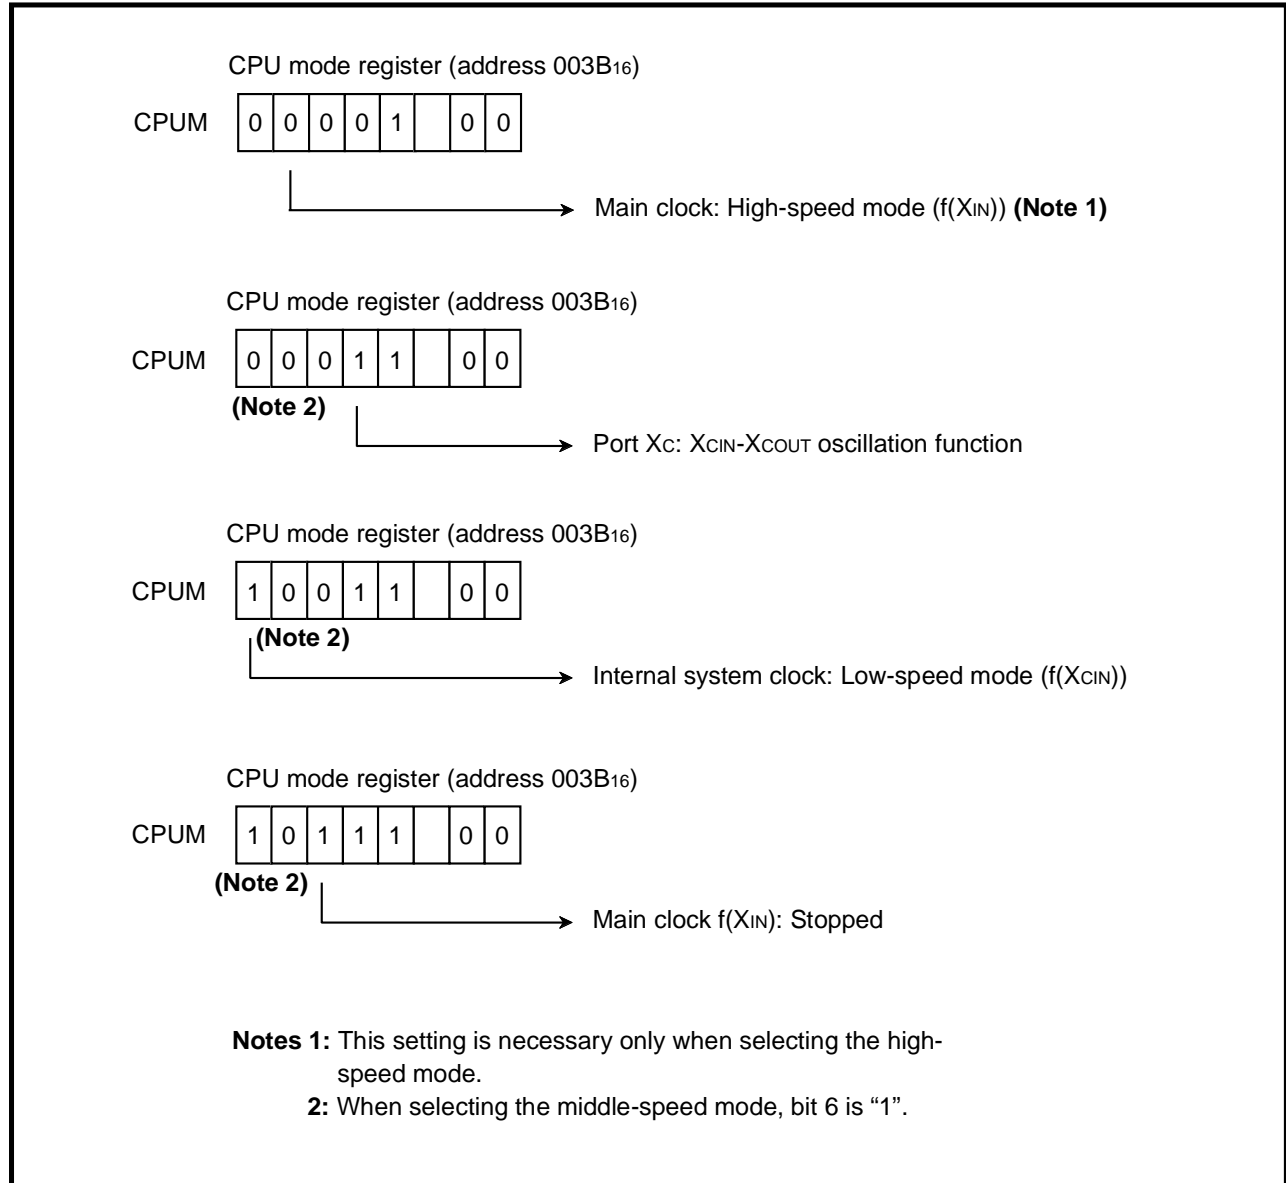 CPU mode register (address 003B16)
CPUM 0 0 0 0 1 0 0
Main clock: High-speed mode (f(XIN)) (Note 1)
CPU mode register (address 003B16)
CPUM 0 0 0 1 1 0 0
(Note 2)
Port XC: XCIN-XCOUT oscillation function
CPU mode register (address 003B16)
CPUM 1 0 0 1 1 0 0
(Note 2)
Internal system clock: Low-speed mode (f(XCIN))
CPU mode register (address 003B16)
CPUM 1 0 1 1 1 0 0
(Note 2)
Main clock f(XIN): Stopped
Notes 1: This setting is necessary only when selecting the high-
speed mode.
2: When selecting the middle-speed mode, bit 6 is “1”.